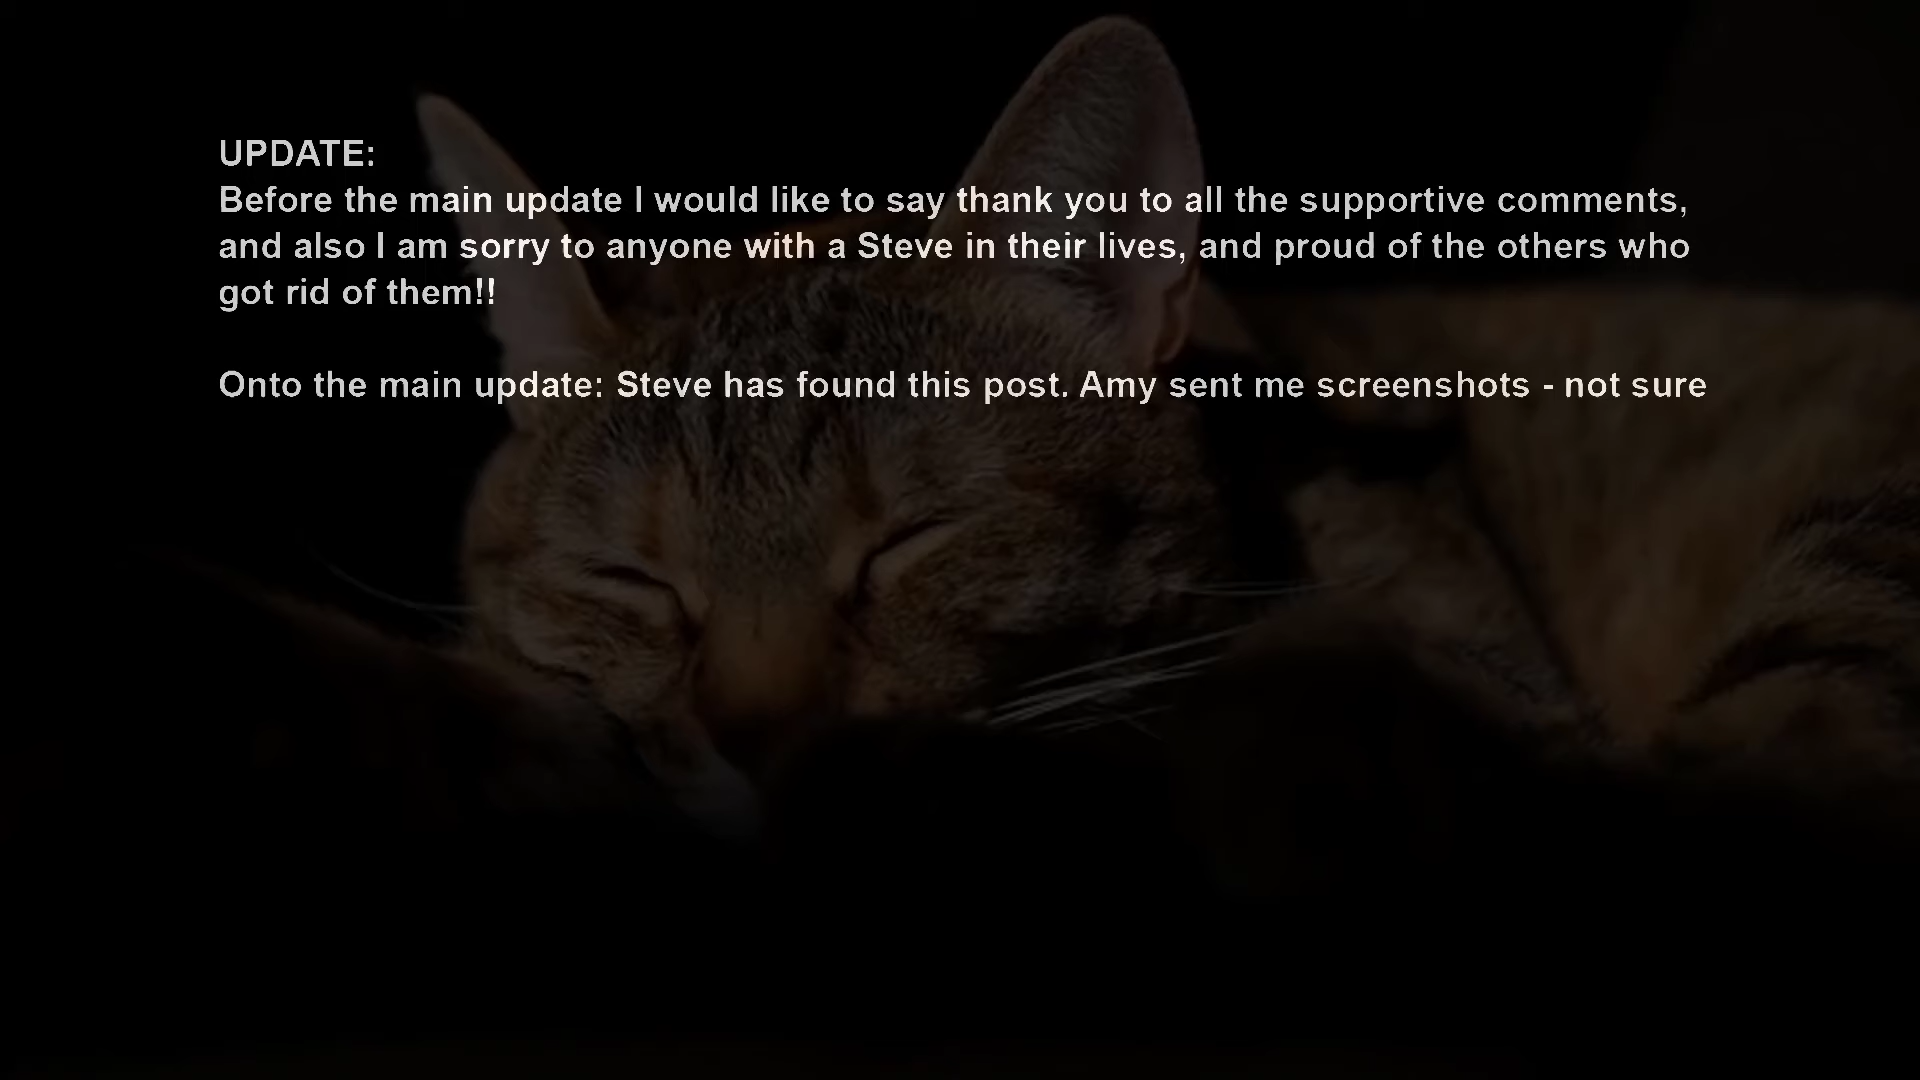 UPDATE:
Before the main update I would like to say thank you to all the supportive comments,
and also I am sorry to anyone with a Steve in their lives, and proud of the others who
got rid of them!!
Onto the main update: Steve has found this post. Amy sent me screenshots - not sure